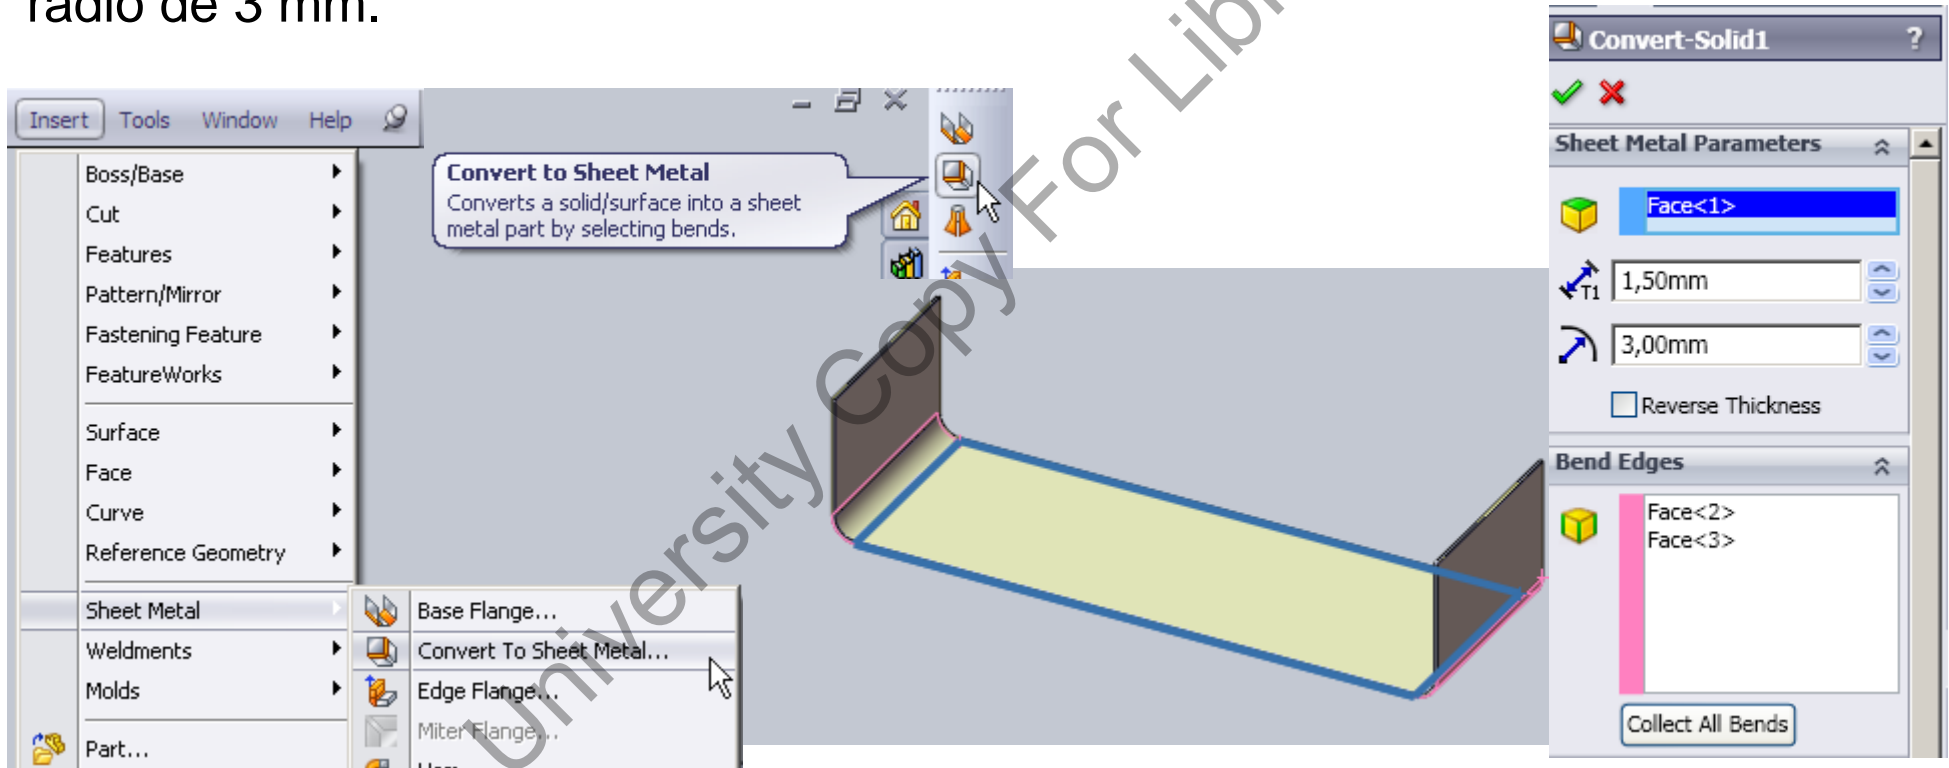 radio de 3 mm.
Insert Tools Window Help
Boss/Base
Cut
Features
Pattern/Mirror
Fastening Feature
FeatureWorks
Surface
Face
Curve
Reference Geometry
Sheet Metal
Weldments
Molds
Part...
Base Flange...
Convert To Sheet Metal...
Edge Flange...
Miter Flange...
Convert to Sheet Metal
Converts a solid/surface into a sheet
metal part by selecting bends.
Convert-Solid1 ?
Sheet Metal Parameters
Face<1>
T1 1,50mm
3,00mm
Reverse Thickness
Bend Edges
Face<2>
Face<3>
Collect All Bends
University Copy For